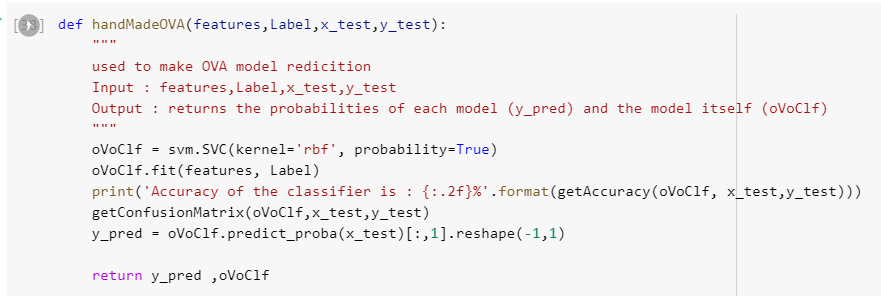 def handMadeOVA(features,Label,x_test,y_test):
"""
used to make OVA model redicition
Input : features,Label,x_test,y_test
Output : returns the probabilities of each model (y_pred) and the model itself (oVoClf)
"""
oVoClf = svm.SVC(kernel='rbf', probability=True)
oVoClf.fit(features, Label)
print('Accuracy of the classifier is : {:.2f}%'.format(getAccuracy(oVoClf, x_test,y_test)))
getConfusionMatrix(oVoClf,x_test,y_test)
y_pred = oVoClf.predict_proba(x_test)[:,1].reshape(-1,1)
return y_pred ,oVoClf